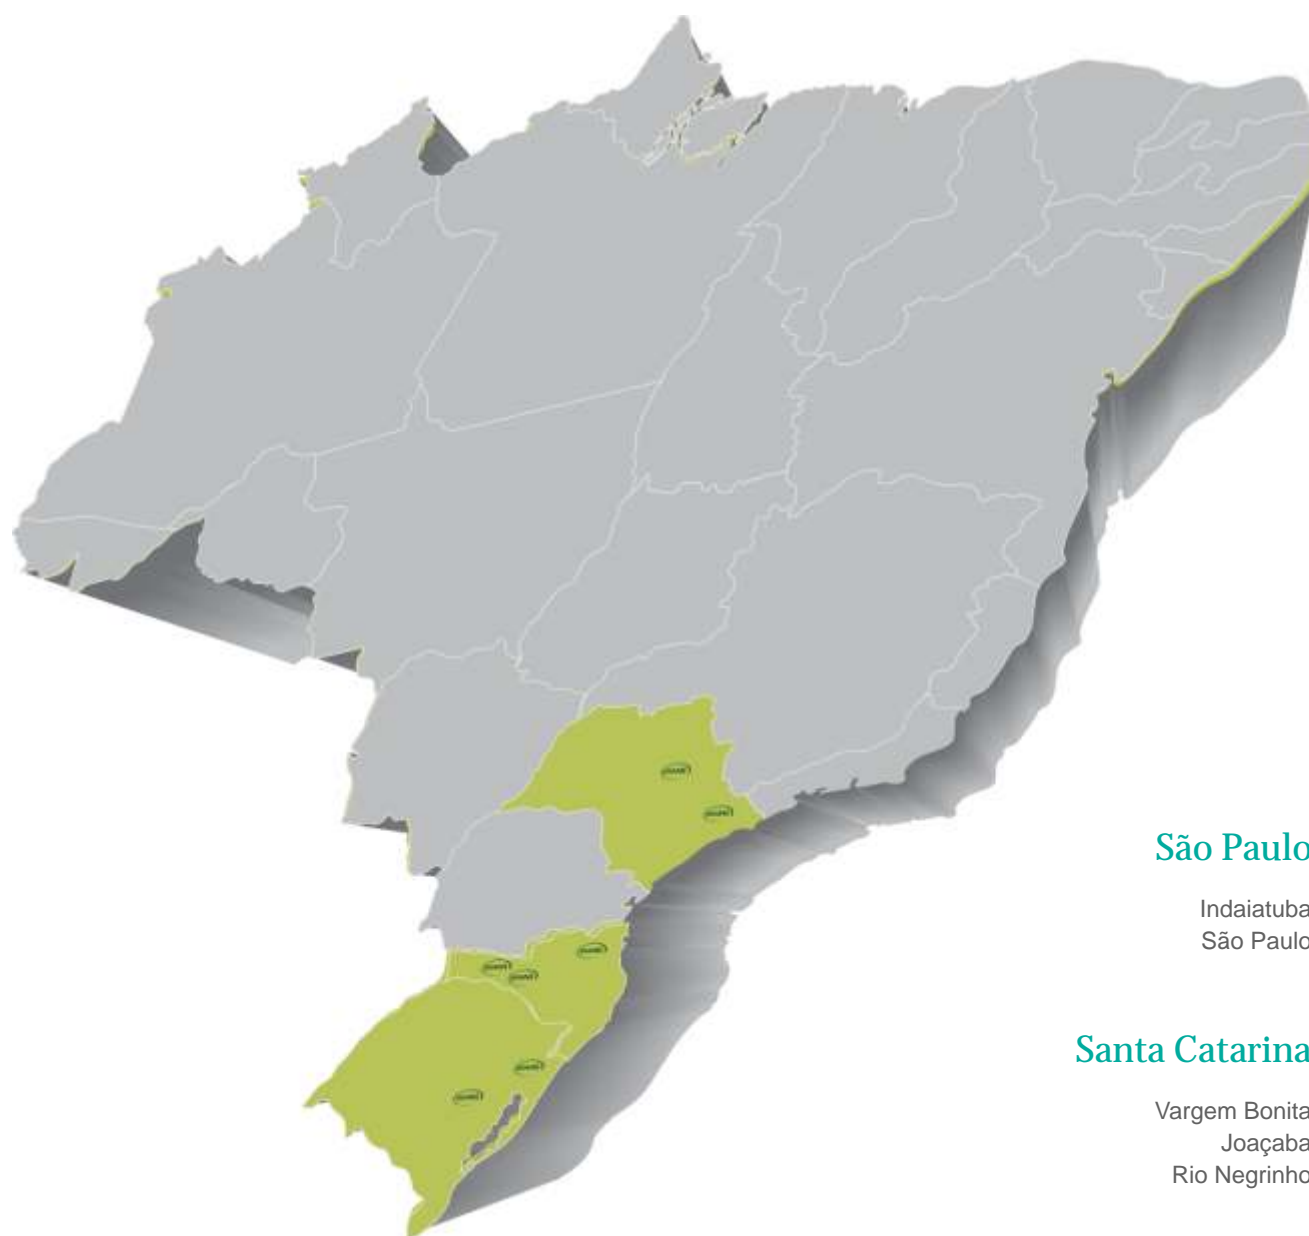 São Paulo
Indaiatuba
São Paulo
Santa Catarina
Vargem Bonita
Joaçaba
Rio Negrinho